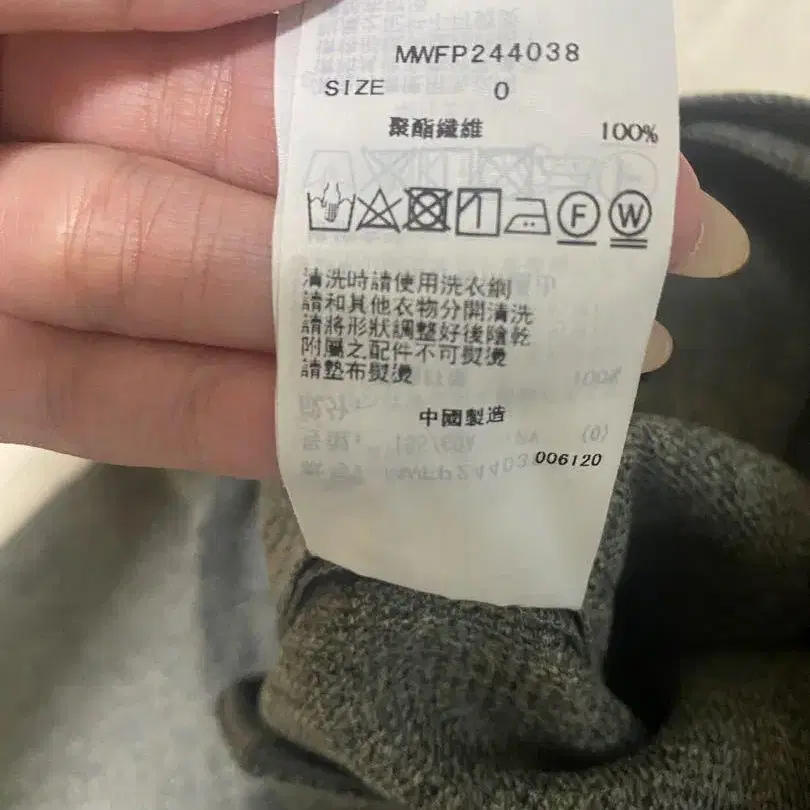 MWFP244038
SIZE 0
聚酯纖維 100%
F W
清洗時請使用洗衣網
請和其他衣物分開清洗
請將形狀調整好後陰乾
附屬之配件不可熨燙
請墊布熨燙
中國製造
006120